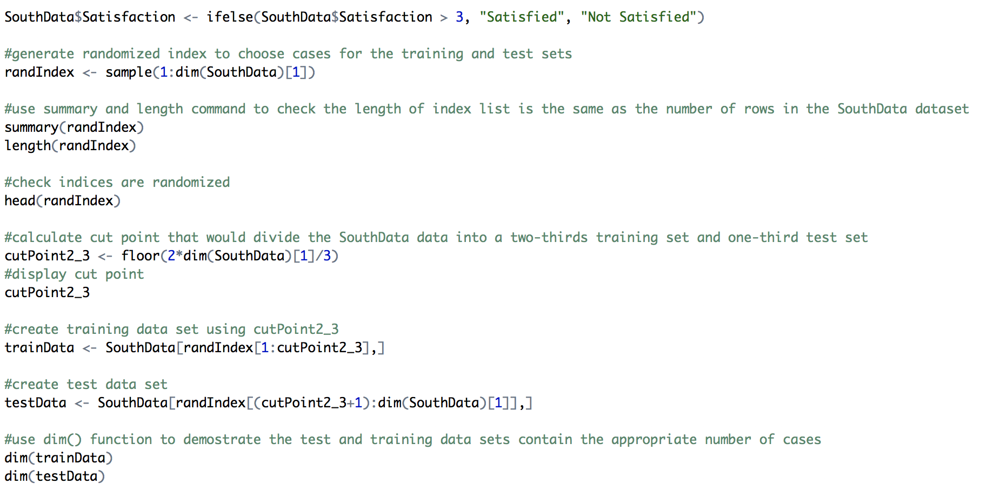 SouthData$Satisfaction <- ifelse(SouthData$Satisfaction > 3, "Satisfied", "Not Satisfied")
#generate randomized index to choose cases for the training and test sets
randIndex <- sample(1:dim(SouthData)[1])
#use summary and length command to check the length of index list is the same as the number of rows in the SouthData dataset
summary(randIndex)
length(randIndex)
#check indices are randomized
head(randIndex)
#calculate cut point that would divide the SouthData data into a two-thirds training set and one-third test set
cutPoint2_3 <- floor(2*dim(SouthData)[1]/3)
#display cut point
cutPoint2_3
#create training data set using cutPoint2_3
trainData <- SouthData[randIndex[1:cutPoint2_3],]
#create test data set
testData <- SouthData[randIndex[(cutPoint2_3+1):dim(SouthData)[1]],]
#use dim() function to demostrate the test and training data sets contain the appropriate number of cases
dim(trainData)
dim(testData)